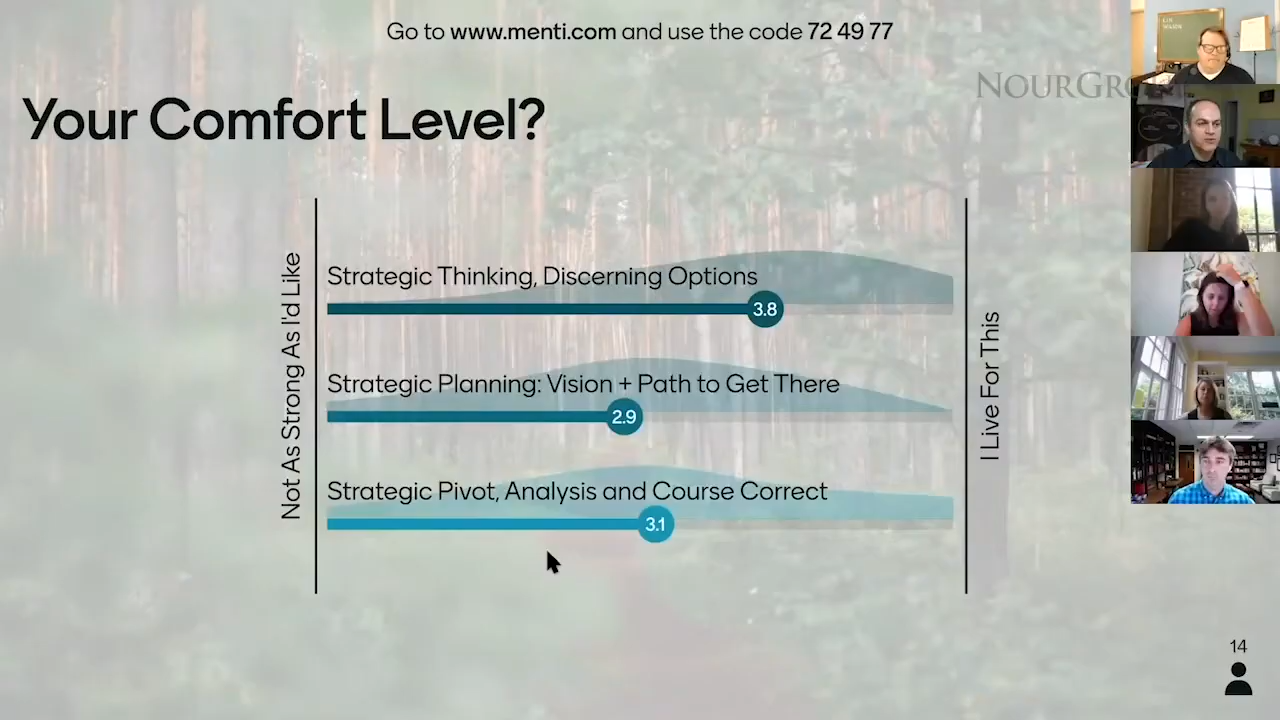 Go to www.menti.com and use the code 72 49 77
NOURGRO
Your Comfort Level?
Not As Strong As I'd Like
Strategic Thinking, Discerning Options
3.8
Strategic Planning: Vision + Path to Get There
2.9
Strategic Pivot, Analysis and Course Correct
3.1
I Live For This
14